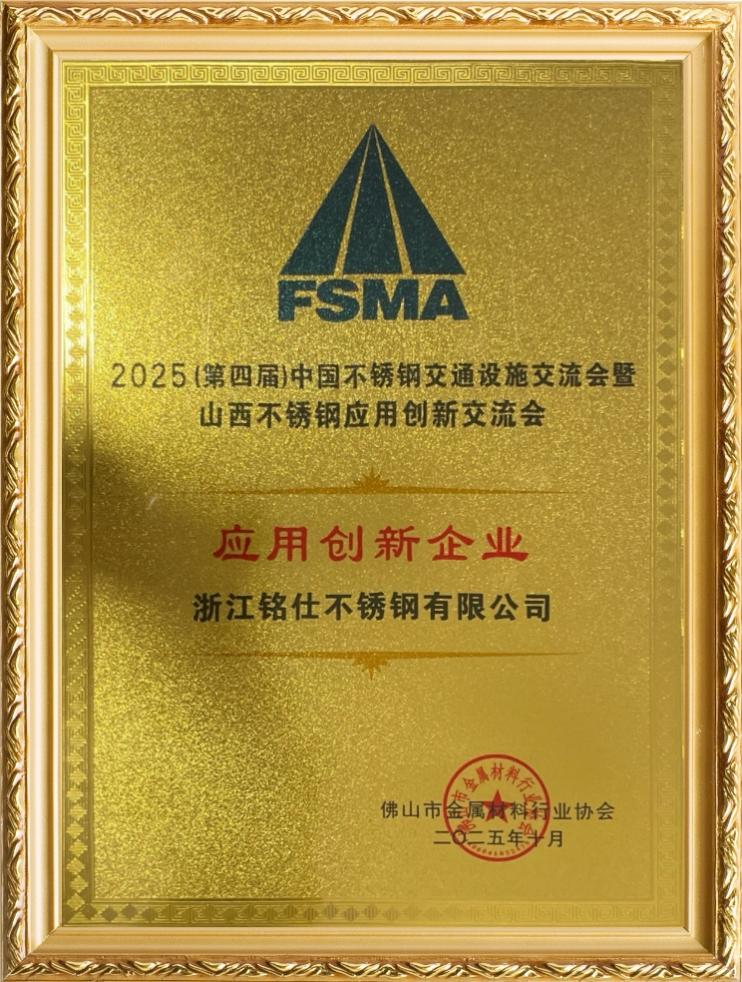 FSMA
2025(第四届)中国不锈钢交通设施交流会暨
山西不锈钢应用创新交流会
应用创新企业
浙江铭仕不锈钢有限公司
佛山市金属材料行业协会
二〇二五年十月